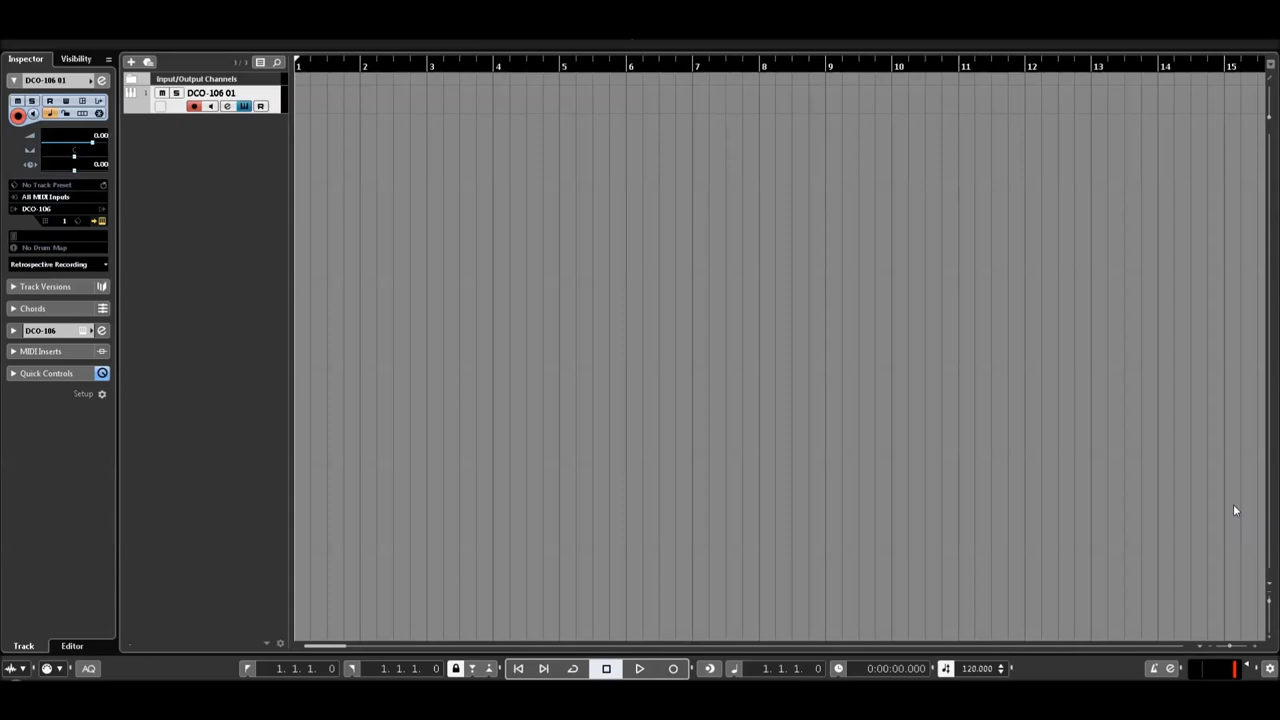 Inspector Visibility
3 / 3
1 2 3 4 5 6 7 8 9 10 11 12 13 14 15
DCO-106 01
Input/Output Channels
1 M S DCO-106 01
R
M S R W
0.00
C
0.00
No Track Preset
All MIDI Inputs
DCO-106
1
No Drum Map
Retrospective Recording
Track Versions
Chords
DCO-106
MIDI Inserts
Quick Controls
Setup
Track Editor
AQ 1. 1. 1. 0 1. 1. 1. 0 1. 1. 1. 0 0:00:00.000 120.000